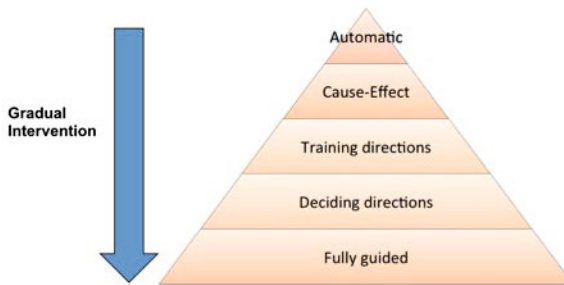 Gradual
Intervention
Automatic
Cause-Effect
Training directions
Deciding directions
Fully guided